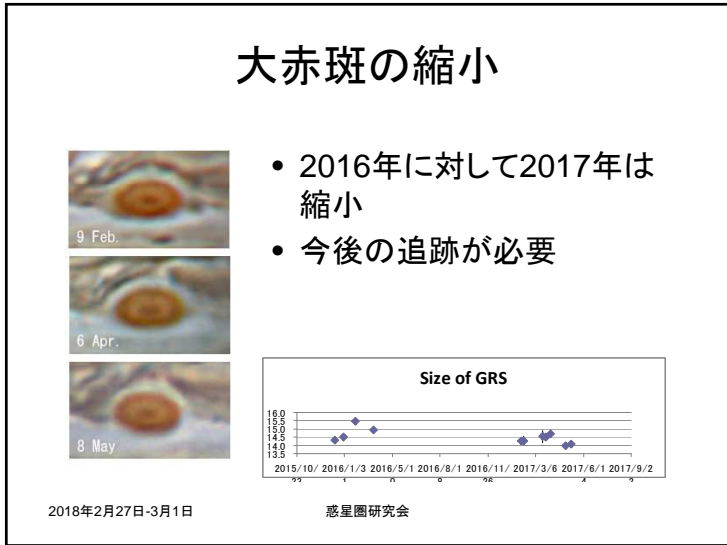 大赤斑の縮小
• 2016年に対して2017年は
縮小
• 今後の追跡が必要
9 Feb.
6 Apr.
8 May
Size of GRS
16.0
15.5
15.0
14.5
14.0
13.5
2015/10/ 2016/1/3 2016/5/1 2016/8/1 2016/11/ 2017/3/6 2017/6/1 2017/9/2
2018年2月27日-3月1日
惑星圏研究会